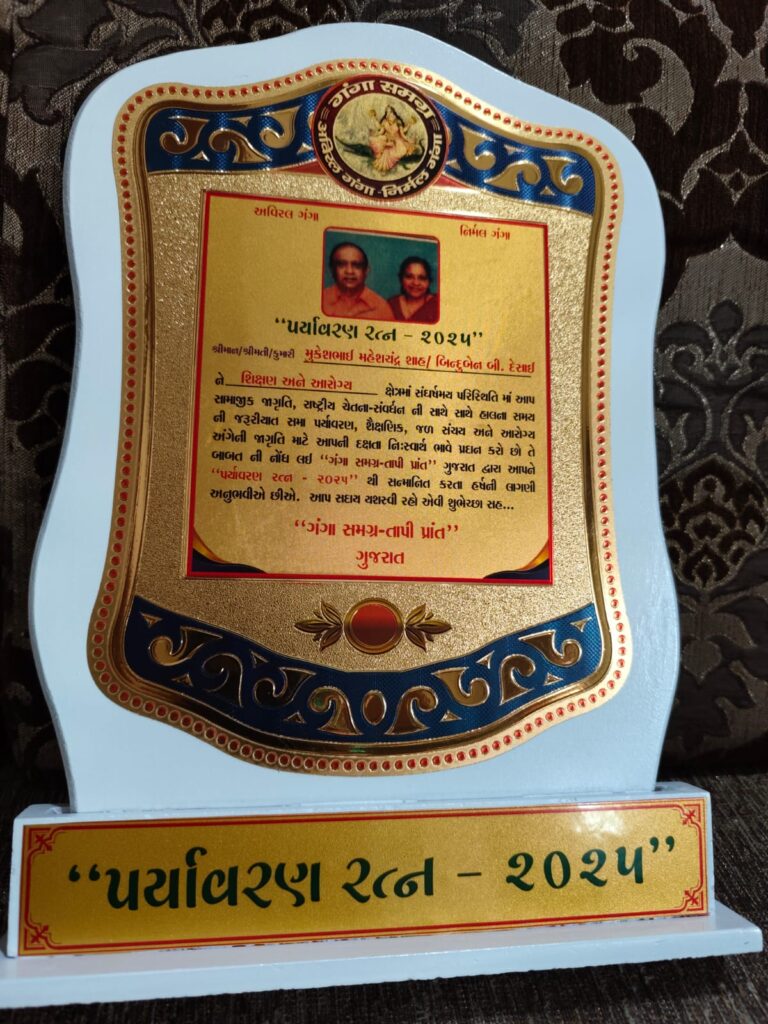 ગંગા સમગ્ર
અવિરલ ગંગા નિર્મલ ગંગા
અવિરલ ગંગા
નિર્મલ ગંગા
“પર્યાવરણ રત્ન - ૨૦૨૫”
શ્રીમાન/શ્રીમતી/કુમારી મુકેશભાઈ મહેશચંદ્ર શાહ/ બિન્દુબેન બી. દેસાઈ
ને શિક્ષણ અને આરોગ્ય ક્ષેત્રમાં સંઘર્ષમય પરિસ્થિતિ માં આપ
સામાજીક જાગૃતિ, રાષ્ટ્રીય ચેતના-સંવર્ધન ની સાથે સાથે હાલના સમય
ની જરૂરીયાત સમા પર્યાવરણ, શૈક્ષણિક, જળ સંચય અને આરોગ્ય
અંગેની જાગૃતિ માટે આપની દક્ષતા નિઃસ્વાર્થ ભાવે પ્રદાન કરો છો તે
બાબત ની નોંધ લઈ “ગંગા સમગ્ર-તાપી પ્રાંત” ગુજરાત દ્વારા આપને
“પર્યાવરણ રત્ન - ૨૦૨૫” થી સન્માનિત કરતા હર્ષની લાગણી
અનુભવીએ છીએ. આપ સદાય યશસ્વી રહો એવી શુભેચ્છા સહ...
“ગંગા સમગ્ર-તાપી પ્રાંત”
ગુજરાત
“પર્યાવરણ રત્ન - ૨૦૨૫”